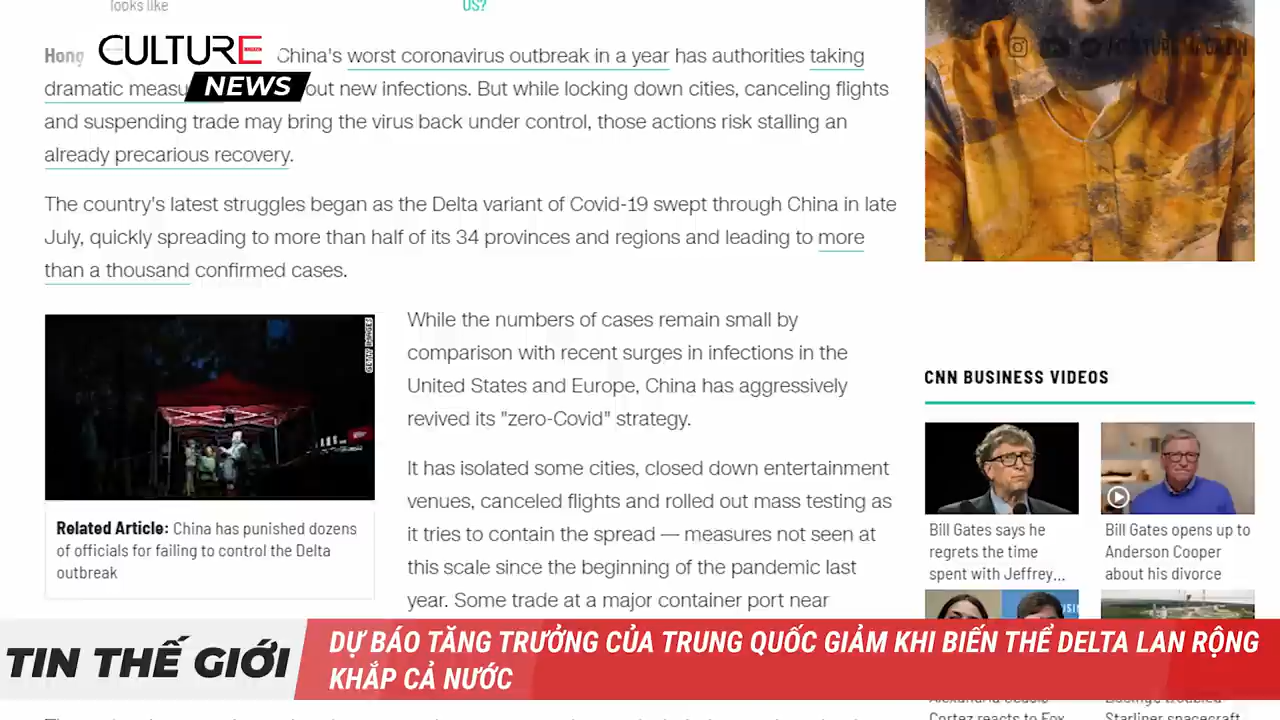 looks like
US?
CULTURE
NEWS
Hong China's worst coronavirus outbreak in a year has authorities taking
dramatic measu out new infections. But while locking down cities, canceling flights
and suspending trade may bring the virus back under control, those actions risk stalling an
already precarious recovery.
The country's latest struggles began as the Delta variant of Covid-19 swept through China in late
July, quickly spreading to more than half of its 34 provinces and regions and leading to more
than a thousand confirmed cases.
GETTY IMAGES
Related Article: China has punished dozens
of officials for failing to control the Delta
outbreak
While the numbers of cases remain small by
comparison with recent surges in infections in the
United States and Europe, China has aggressively
revived its "zero-Covid" strategy.
It has isolated some cities, closed down entertainment
venues, canceled flights and rolled out mass testing as
it tries to contain the spread — measures not seen at
this scale since the beginning of the pandemic last
year. Some trade at a major container port near
CNN BUSINESS VIDEOS
Bill Gates says he
regrets the time
spent with Jeffrey...
Bill Gates opens up to
Anderson Cooper
about his divorce
TIN THẾ GIỚI
DỰ BÁO TĂNG TRƯỞNG CỦA TRUNG QUỐC GIẢM KHI BIẾN THỂ DELTA LAN RỘNG
KHẮP CẢ NƯỚC
Cortez reacts to Fox
Starliner spacecraft